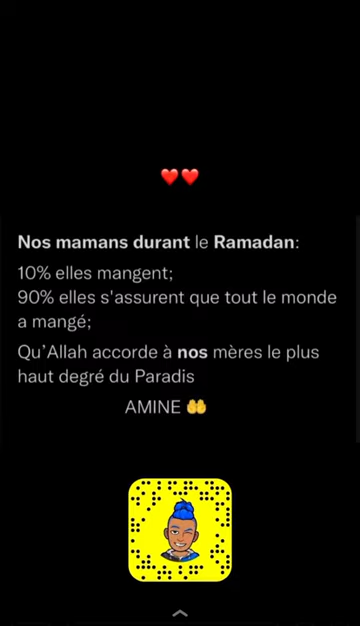 ❤️❤️
Nos mamans durant le Ramadan:
10% elles mangent;
90% elles s'assurent que tout le monde
a mangé;
Qu'Allah accorde à nos mères le plus
haut degré du Paradis
AMINE 🤲